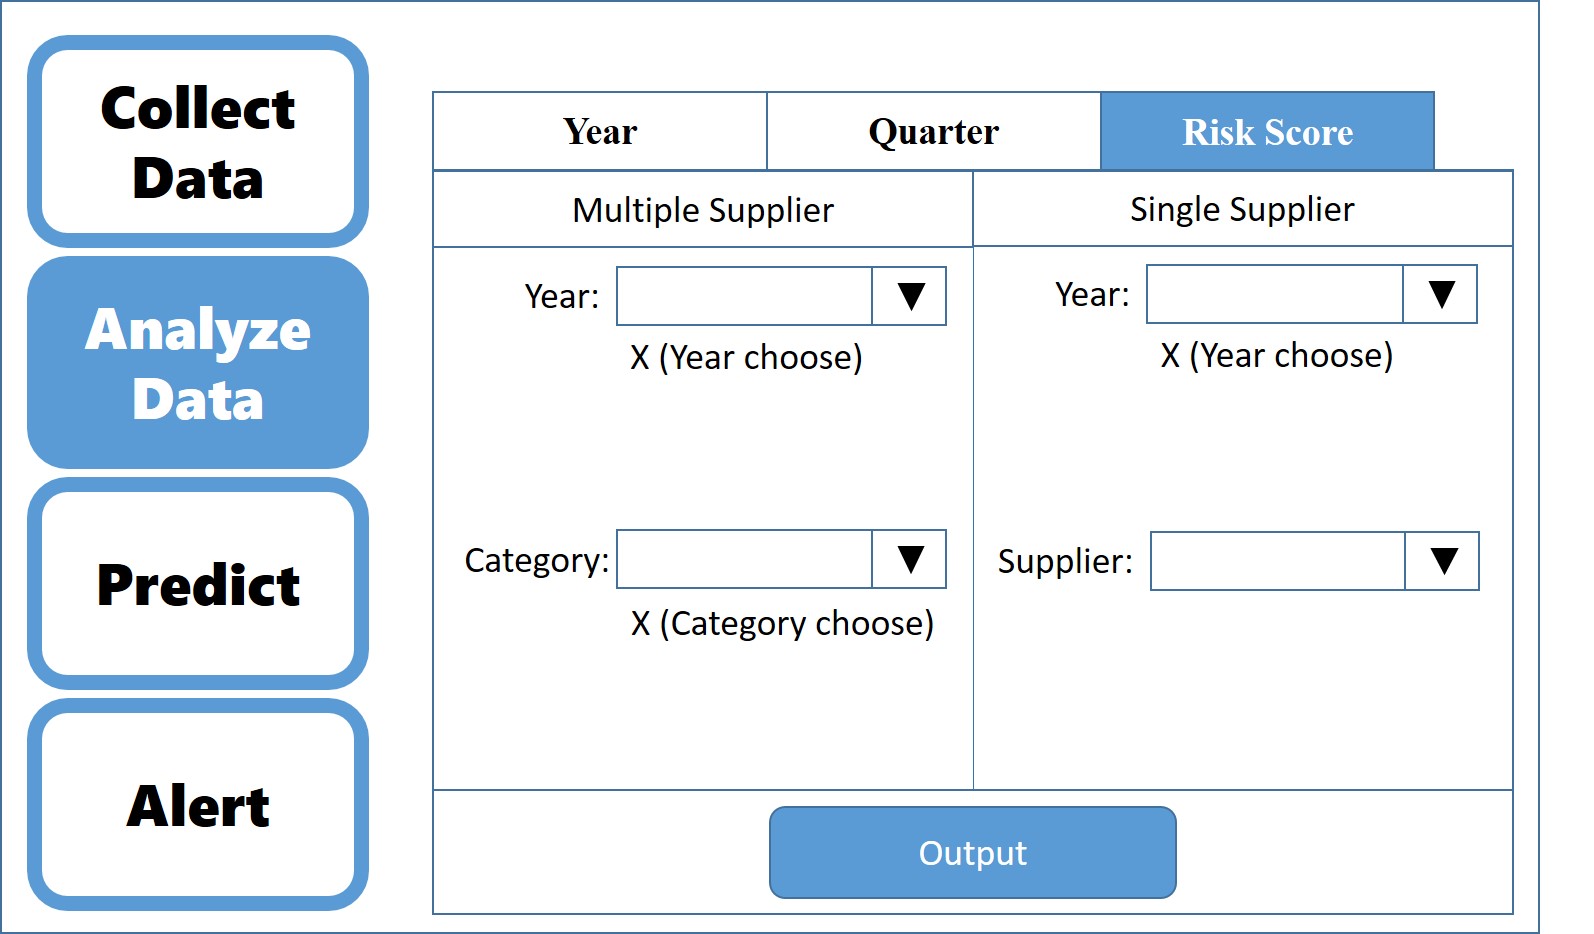 Collect
Data
Analyze
Data
Predict
Alert
Year
Quarter
Risk Score
Multiple Supplier
Single Supplier
Year:
▼
X (Year choose)
Category:
▼
X (Category choose)
Year:
▼
X (Year choose)
Supplier:
▼
Output